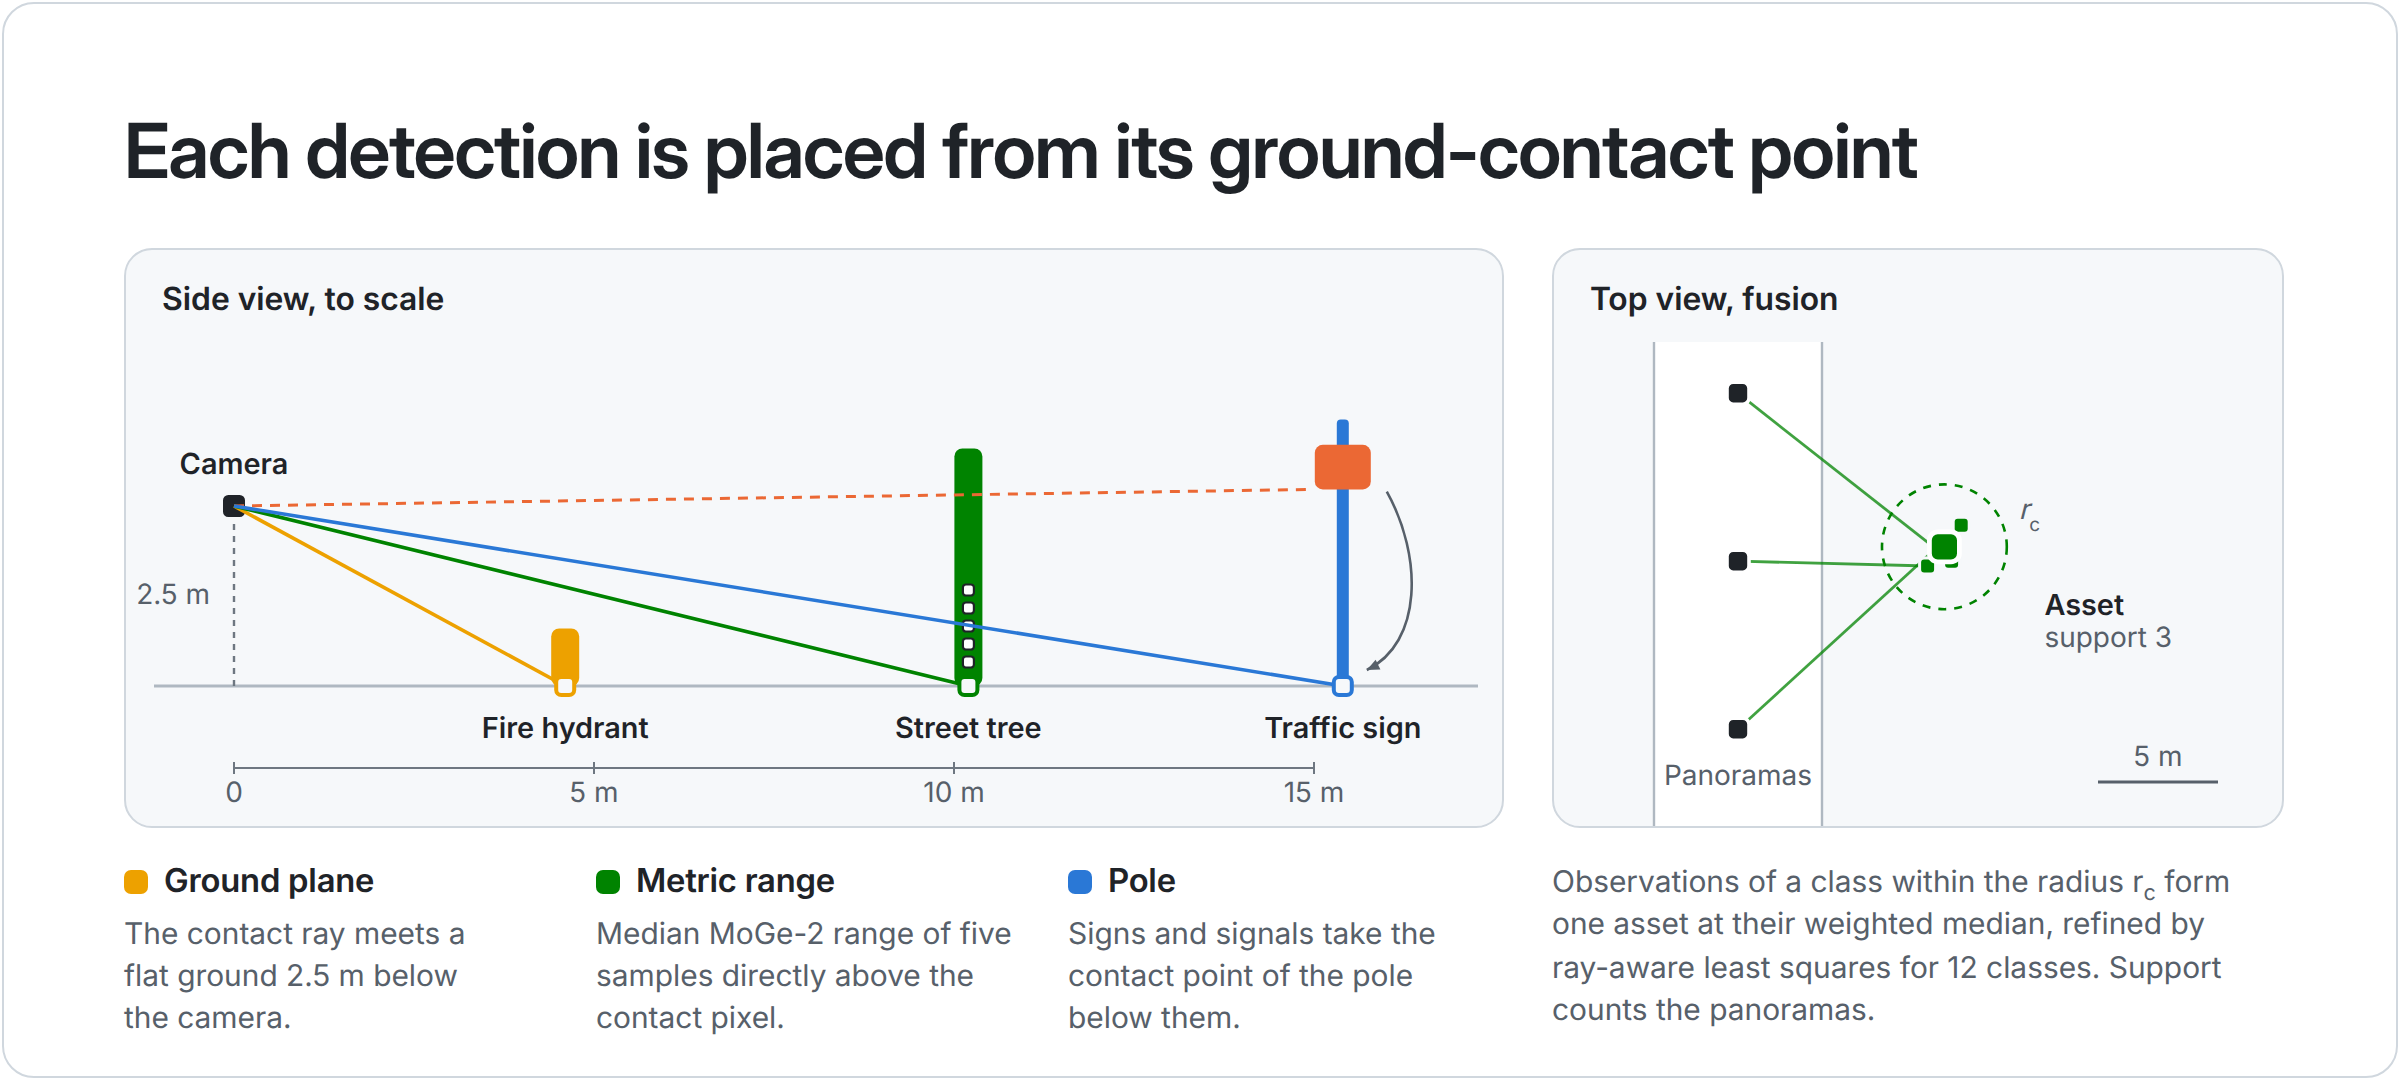 Each detection is placed from its ground-contact point
Side view, to scale
Camera
2.5 m
Fire hydrant
Street tree
Traffic sign
0
5 m
10 m
15 m
Top view, fusion
rc
Asset
support 3
5 m
Panoramas
Ground plane
The contact ray meets a
flat ground 2.5 m below
the camera.
Metric range
Median MoGe-2 range of five
samples directly above the
contact pixel.
Pole
Signs and signals take the
contact point of the pole
below them.
Observations of a class within the radius rc form
one asset at their weighted median, refined by
ray-aware least squares for 12 classes. Support
counts the panoramas.